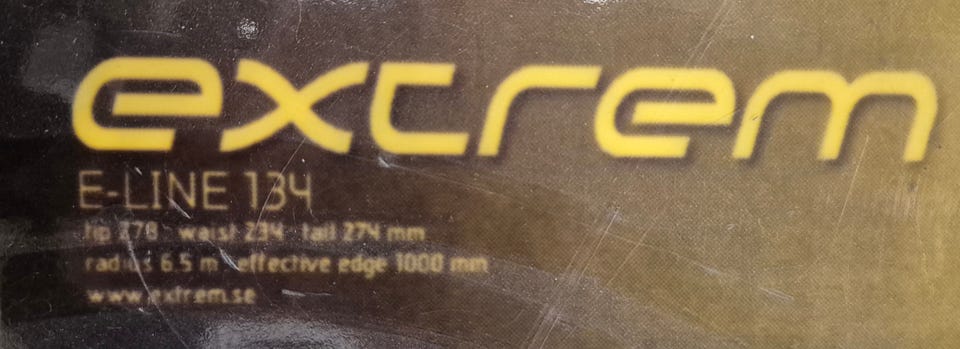 extrem
E-LINE 134
tip 278 waist 234 tail 274 mm
radius 6.5 m effective edge 1000 mm
www.extrem.se